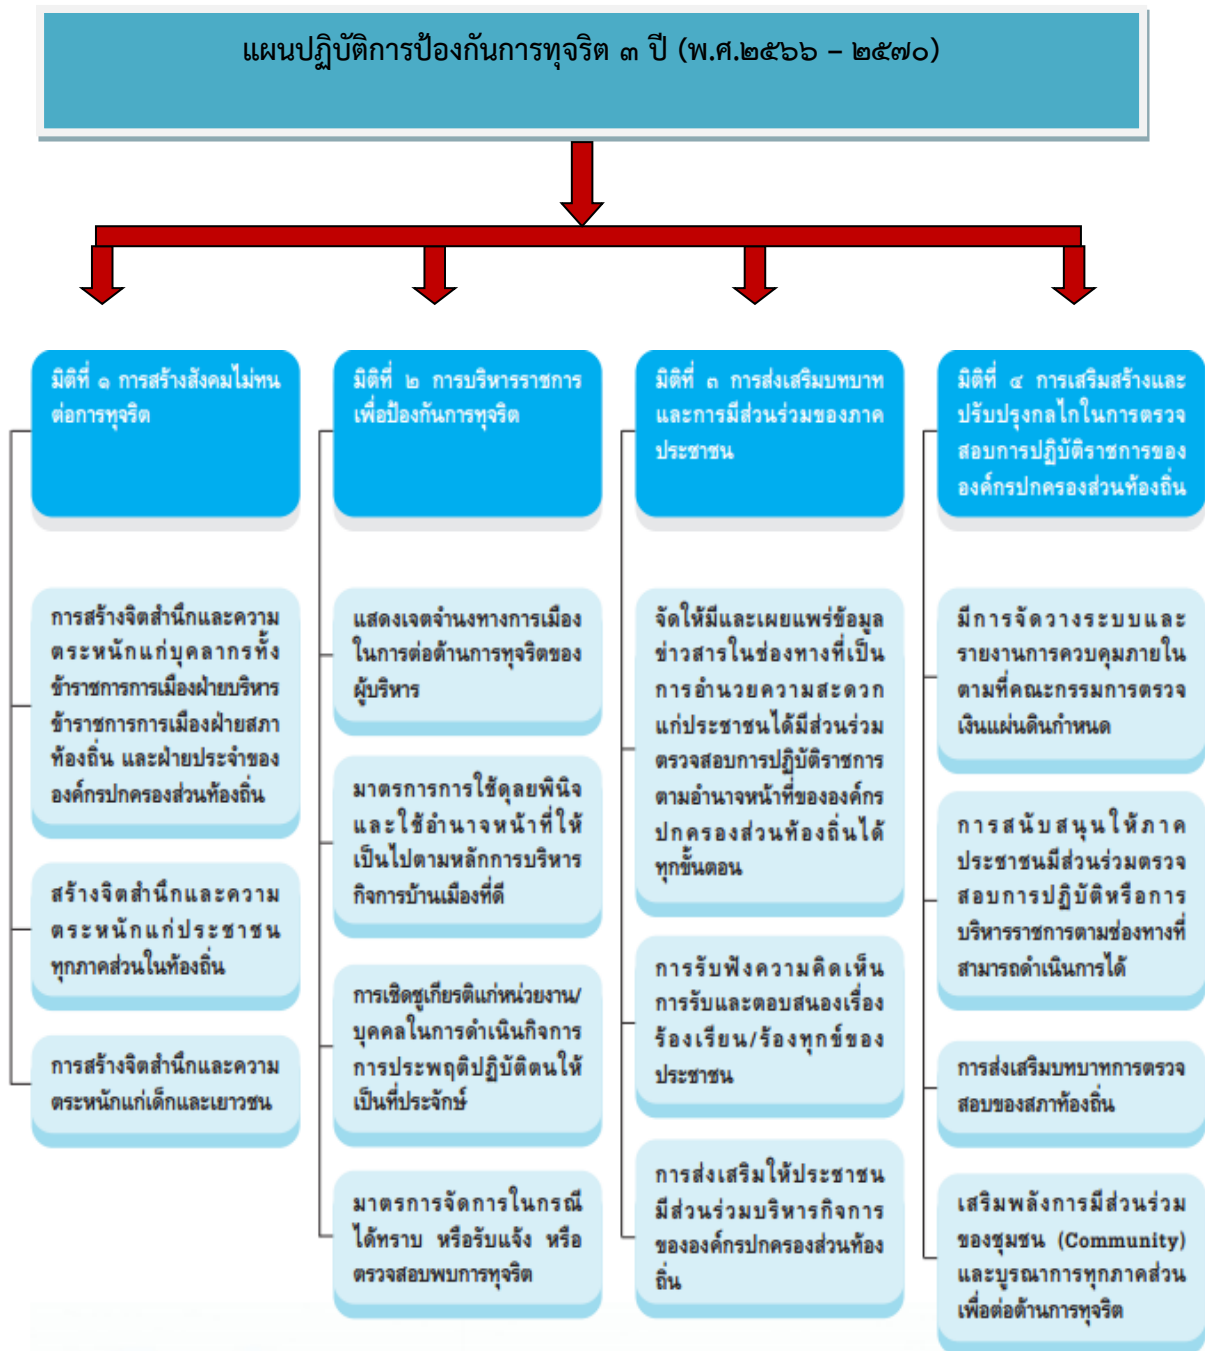 แผนปฏิบัติการป้องกันการทุจริต ๓ ปี (พ.ศ.๒๕๖๖ – ๒๕๗๐)
มิติที่ ๑ การสร้างสังคมไม่ทน
ต่อการทุจริต
การสร้างจิตสำนึกและความ
ตระหนักแก่บุคลากรทั้ง
ข้าราชการการเมืองฝ่ายบริหาร
ข้าราชการการเมืองฝ่ายสภา
ท้องถิ่น และฝ่ายประจำของ
องค์กรปกครองส่วนท้องถิ่น
สร้างจิตสำนึกและความ
ตระหนักแก่ประชาชน
ทุกภาคส่วนในท้องถิ่น
การสร้างจิตสำนึกและความ
ตระหนักแก่เด็กและเยาวชน
มิติที่ ๒ การบริหารราชการ
เพื่อป้องกันการทุจริต
แสดงเจตจำนงทางการเมือง
ในการต่อต้านการทุจริตของ
ผู้บริหาร
มาตรการการใช้ดุลยพินิจ
และใช้อำนาจหน้าที่ให้
เป็นไปตามหลักการบริหาร
กิจการบ้านเมืองที่ดี
การเชิดชูเกียรติแก่หน่วยงาน/
บุคคลในการดำเนินกิจการ
การประพฤติปฏิบัติตนให้
เป็นที่ประจักษ์
มาตรการจัดการในกรณี
ได้ทราบ หรือรับแจ้ง หรือ
ตรวจสอบพบการทุจริต
มิติที่ ๓ การส่งเสริมบทบาท
และการมีส่วนร่วมของภาค
ประชาชน
จัดให้มีและเผยแพร่ข้อมูล
ข่าวสารในช่องทางที่เป็น
การอำนวยความสะดวก
แก่ประชาชนได้มีส่วนร่วม
ตรวจสอบการปฏิบัติราชการ
ตามอำนาจหน้าที่ขององค์กร
ปกครองส่วนท้องถิ่นได้
ทุกขั้นตอน
การรับฟังความคิดเห็น
การรับและตอบสนองเรื่อง
ร้องเรียน/ร้องทุกข์ของ
ประชาชน
การส่งเสริมให้ประชาชน
มีส่วนร่วมบริหารกิจการ
ขององค์กรปกครองส่วนท้อง
ถิ่น
มิติที่ ๔ การเสริมสร้างและ
ปรับปรุงกลไกในการตรวจ
สอบการปฏิบัติราชการของ
องค์กรปกครองส่วนท้องถิ่น
มีการจัดวางระบบและ
รายงานการควบคุมภายใน
ตามที่คณะกรรมการตรวจ
เงินแผ่นดินกำหนด
การสนับสนุนให้ภาค
ประชาชนมีส่วนร่วมตรวจ
สอบการปฏิบัติหรือการ
บริหารราชการตามช่องทางที่
สามารถดำเนินการได้
การส่งเสริมบทบาทการตรวจ
สอบของสภาท้องถิ่น
เสริมพลังการมีส่วนร่วม
ของชุมชน (Community)
และบูรณาการทุกภาคส่วน
เพื่อต่อต้านการทุจริต